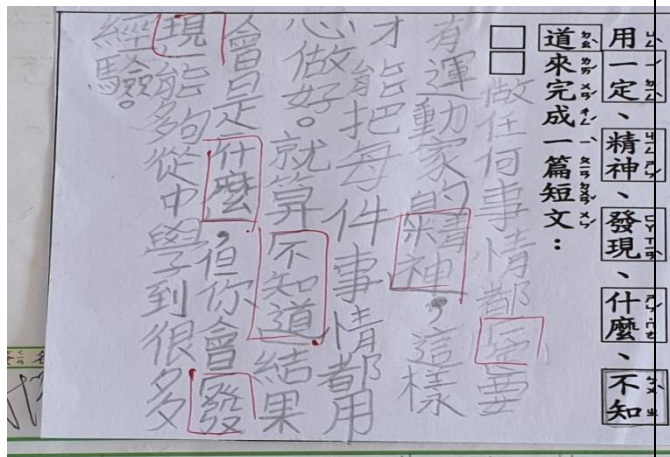 用一定、精神、發現、什麼、不知
道來完成一篇短文：
做任何事情都一定要
有運動家的精神，這樣
才能把每件事情都用
心做好。就算不知道結果
會是什麼，但你會發
現能夠從中學到很多
經驗。